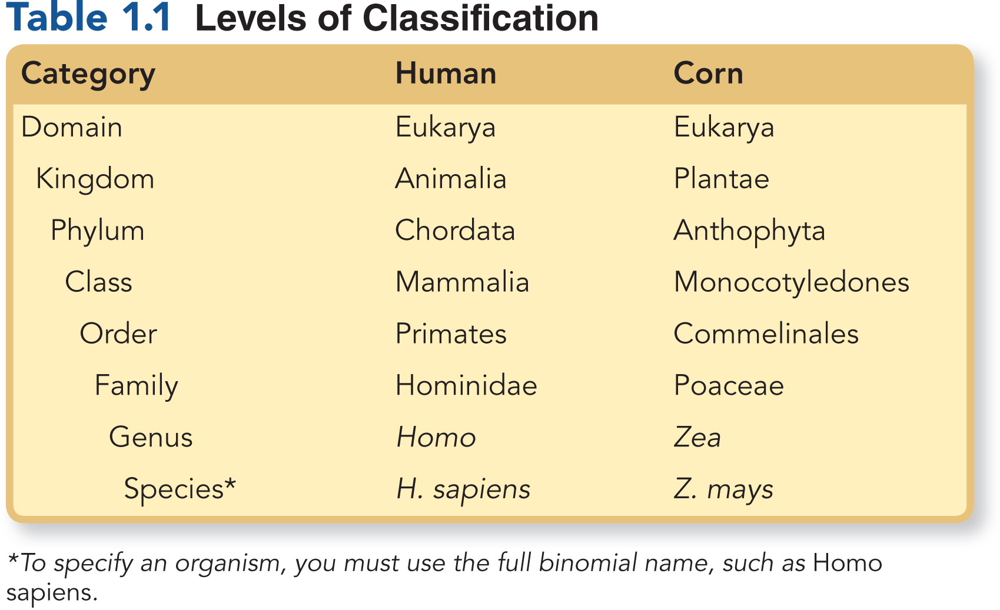 Table 1.1 Levels of Classification
Category Human Corn
Domain Eukarya Eukarya
Kingdom Animalia Plantae
Phylum Chordata Anthophyta
Class Mammalia Monocotyledones
Order Primates Commelinales
Family Hominidae Poaceae
Genus Homo Zea
Species* H. sapiens Z. mays
*To specify an organism, you must use the full binomial name, such as Homo
sapiens.